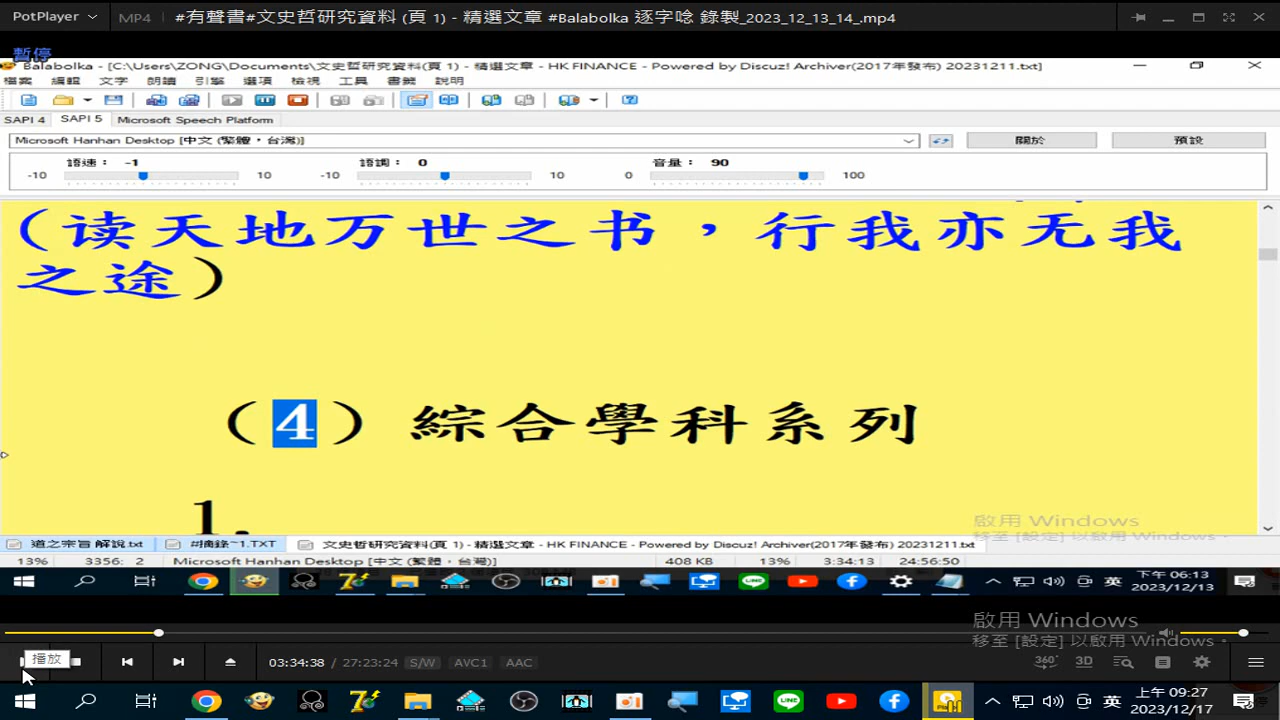 PotPlayer MP4 #有聲書#文史哲研究資料 (頁 1) - 精選文章 #Balabolka 逐字唸 錄製_2023_12_13_14_.mp4
暫停
Balabolka - [C:\Users\ZONG\Documents\文史哲研究資料(頁 1) - 精選文章 - HK FINANCE - Powered by Discuz! Archiver(2017年發布) 20231211.txt]
檔案 編輯 文字 朗讀 引擎 選項 檢視 工具 書籤 說明
SAPI 4 SAPI 5 Microsoft Speech Platform
Microsoft Hanhan Desktop [中文 (繁體，台灣)] 關於 預設
語速： -1 語調： 0 音量： 90
-10 10 -10 10 0 100
(读天地万世之书，行我亦无我
之途)
(4) 綜合學科系列
1.
啟用 Windows
移至 [設定] 以啟用 Windows。
道之宗旨 解說.txt #摘錄~1.TXT 文史哲研究資料(頁 1) - 精選文章 - HK FINANCE - Powered by Discuz! Archiver(2017年發布) 20231211.txt
13% 3356: 2 Microsoft Hanhan Desktop [中文 (繁體，台灣)] 408 KB 13% 3:34:13 24:56:50
英 下午 06:13
2023/12/13
啟用 Windows
移至 [設定] 以啟用 Windows。
播放
03:34:38 / 27:23:24 S/W AVC1 AAC 360° 3D
英 上午 09:27
2023/12/17